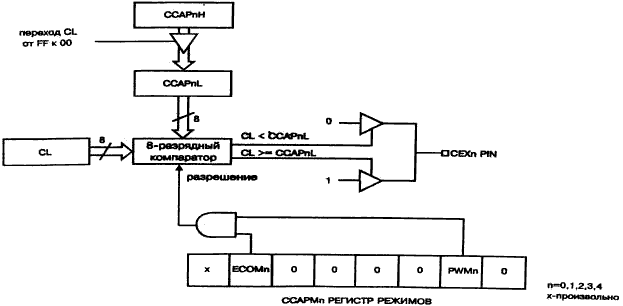 CCAPnH
переход CL
от FF к 00
CCAPnL
8
CL
8
8-разрядный
компаратор
CL < CCAPnL
CL >= CCAPnL
0
1
CEXn PIN
разрешение
x
ECOMn
0
0
0
0
PWMn
0
n=0,1,2,3,4
x-произвольно
CCAPMn РЕГИСТР РЕЖИМОВ